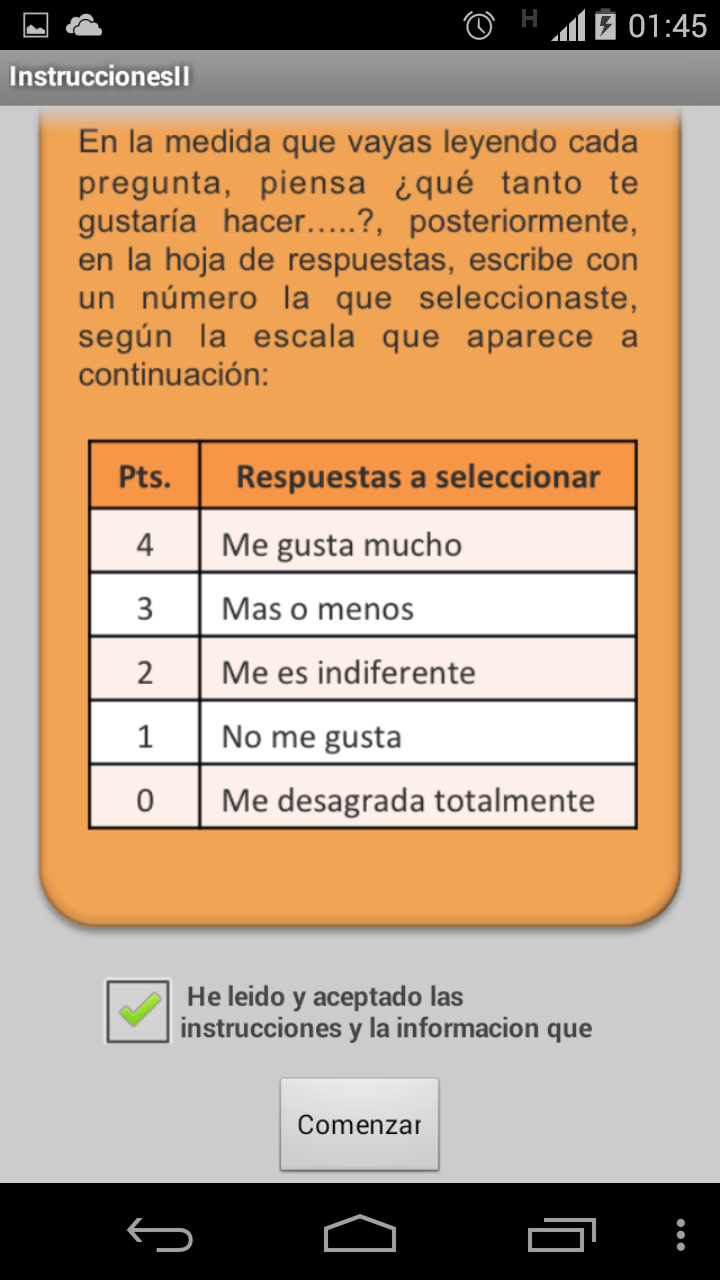 H 01:45
InstruccionesII
En la medida que vayas leyendo cada
pregunta, piensa ¿qué tanto te
gustaría hacer.....?, posteriormente,
en la hoja de respuestas, escribe con
un número la que seleccionaste,
según la escala que aparece a
continuación:
Pts. Respuestas a seleccionar
4 Me gusta mucho
3 Mas o menos
2 Me es indiferente
1 No me gusta
0 Me desagrada totalmente
He leido y aceptado las
instrucciones y la informacion que
Comenzar